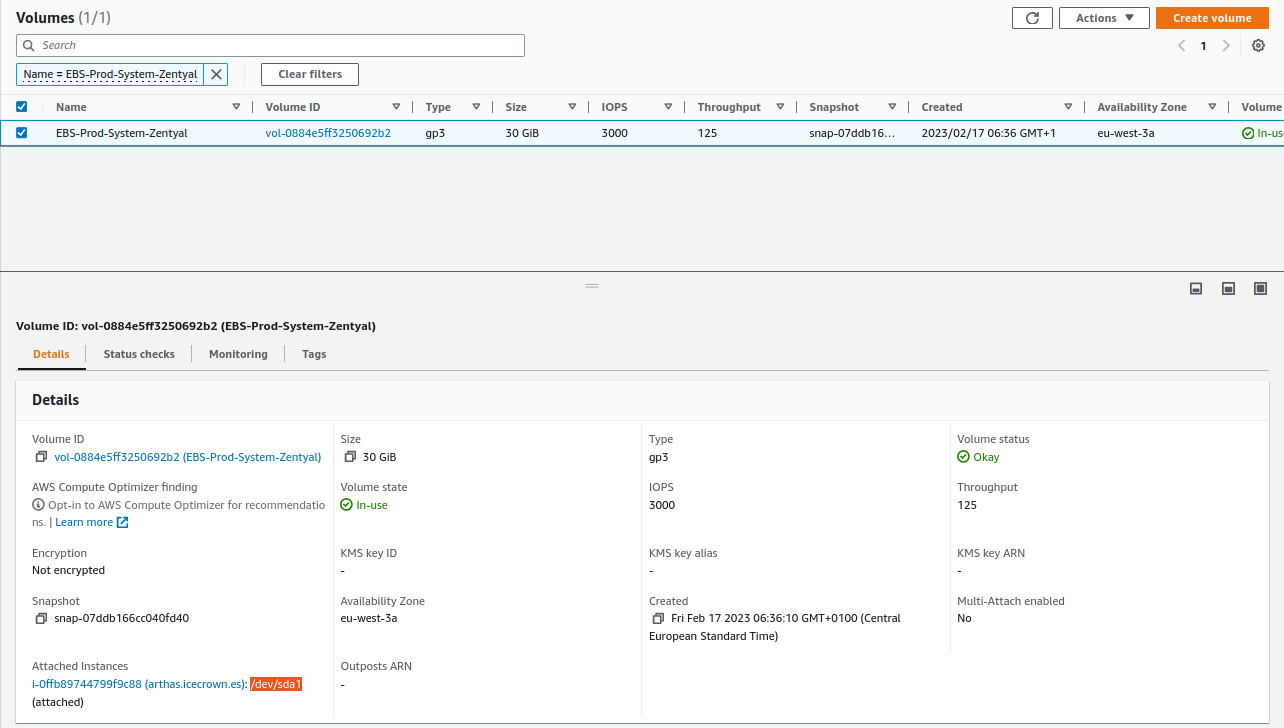 Volumes (1/1)
Actions
Create volume
Search
1
Name = EBS-Prod-System-Zentyal
Clear filters
Name Volume ID Type Size IOPS Throughput Snapshot Created Availability Zone Volume
EBS-Prod-System-Zentyal vol-0884e5ff3250692b2 gp3 30 GiB 3000 125 snap-07ddb16... 2023/02/17 06:36 GMT+1 eu-west-3a In-us
Volume ID: vol-0884e5ff3250692b2 (EBS-Prod-System-Zentyal)
Details Status checks Monitoring Tags
Details
Volume ID Size Type Volume status
vol-0884e5ff3250692b2 (EBS-Prod-System-Zentyal) 30 GiB gp3 Okay
AWS Compute Optimizer finding Volume state IOPS Throughput
Opt-in to AWS Compute Optimizer for recommendatio In-use 3000 125
ns. | Learn more
Encryption KMS key ID KMS key alias KMS key ARN
Not encrypted - - -
Snapshot Availability Zone Created Multi-Attach enabled
snap-07ddb166cc040fd40 eu-west-3a Fri Feb 17 2023 06:36:10 GMT+0100 (Central No
European Standard Time)
Attached Instances Outposts ARN
i-0ffb89744799f9c88 (arthas.icecrown.es): /dev/sda1 -
(attached)